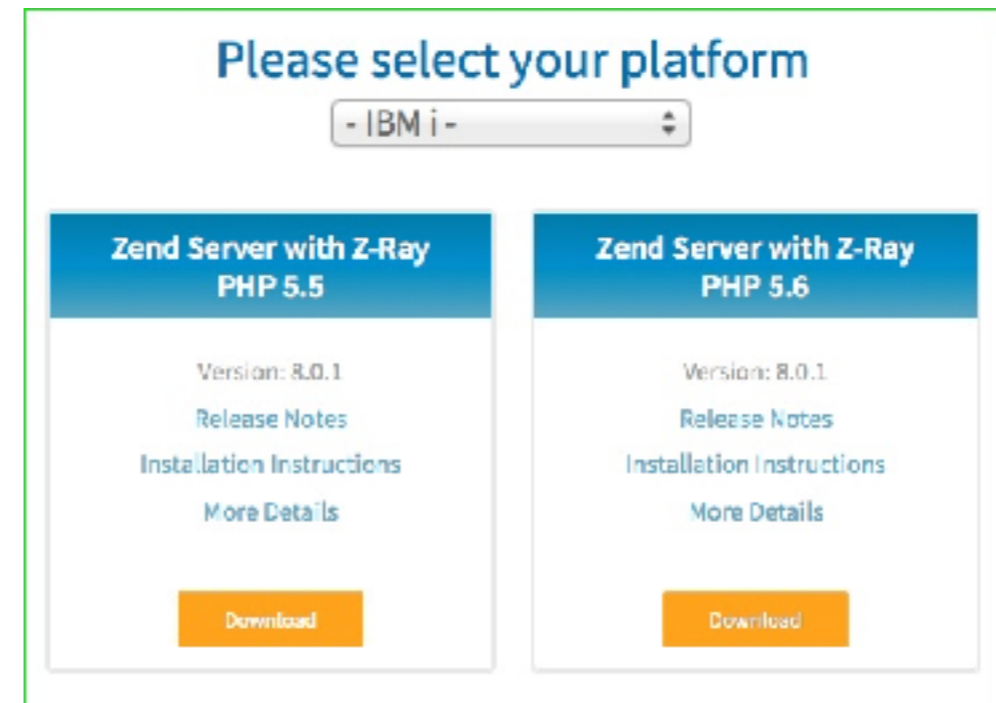 Please select your platform
- IBM i -
Zend Server with Z-Ray
PHP 5.5
Version: 8.0.1
Release Notes
Installation Instructions
More Details
Download
Zend Server with Z-Ray
PHP 5.6
Version: 8.0.1
Release Notes
Installation Instructions
More Details
Download